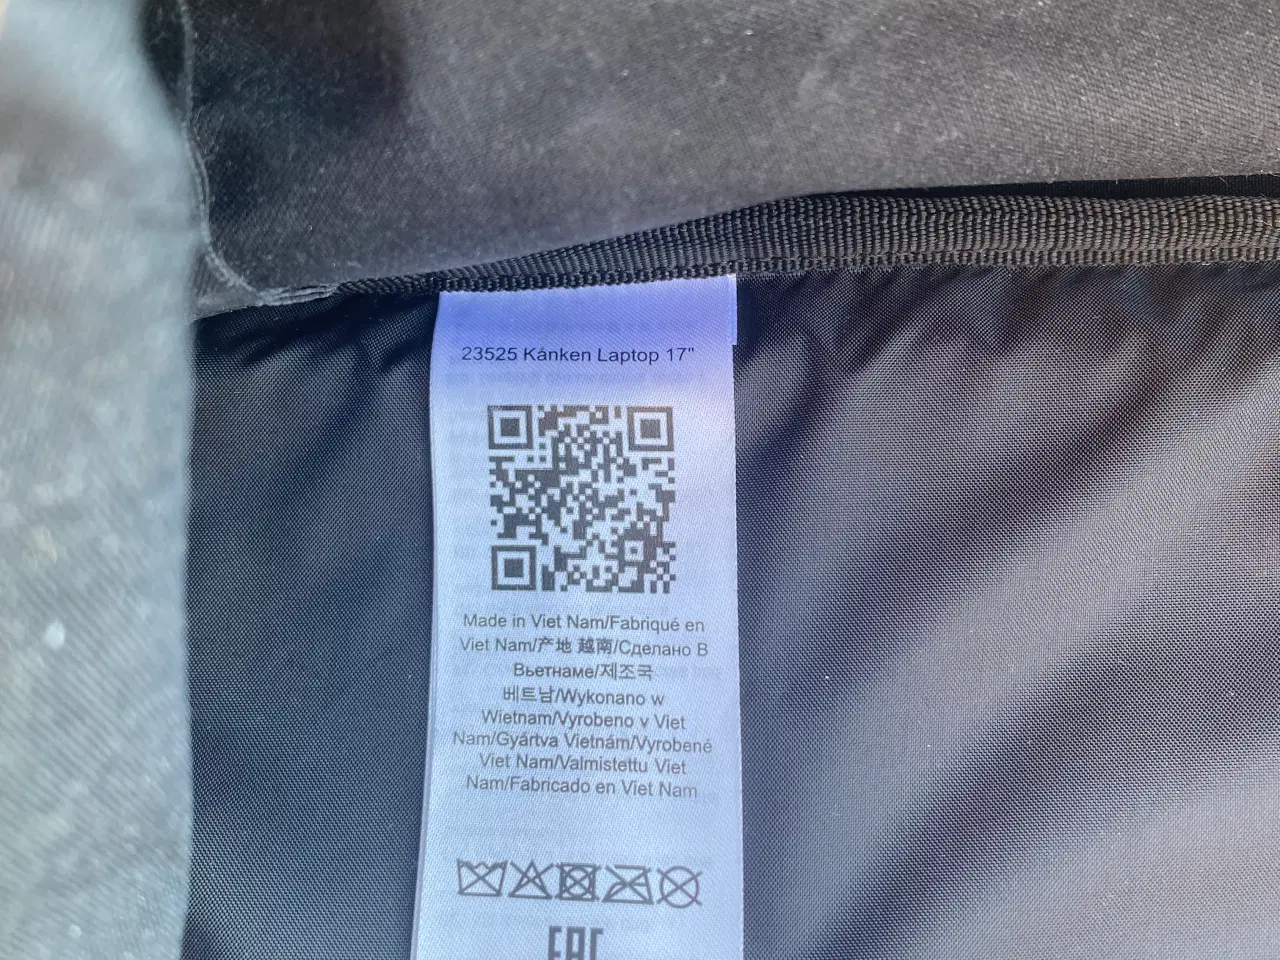 23525 Kånken Laptop 17"
Made in Viet Nam/Fabriqué en
Viet Nam/产地 越南/Сделано В
Вьетнаме/제조국
베트남/Wykonano w
Wietnam/Vyrobeno v Viet
Nam/Gyártva Vietnám/Vyrobené
Viet Nam/Valmistettu Viet
Nam/Fabricado en Viet Nam
EAC